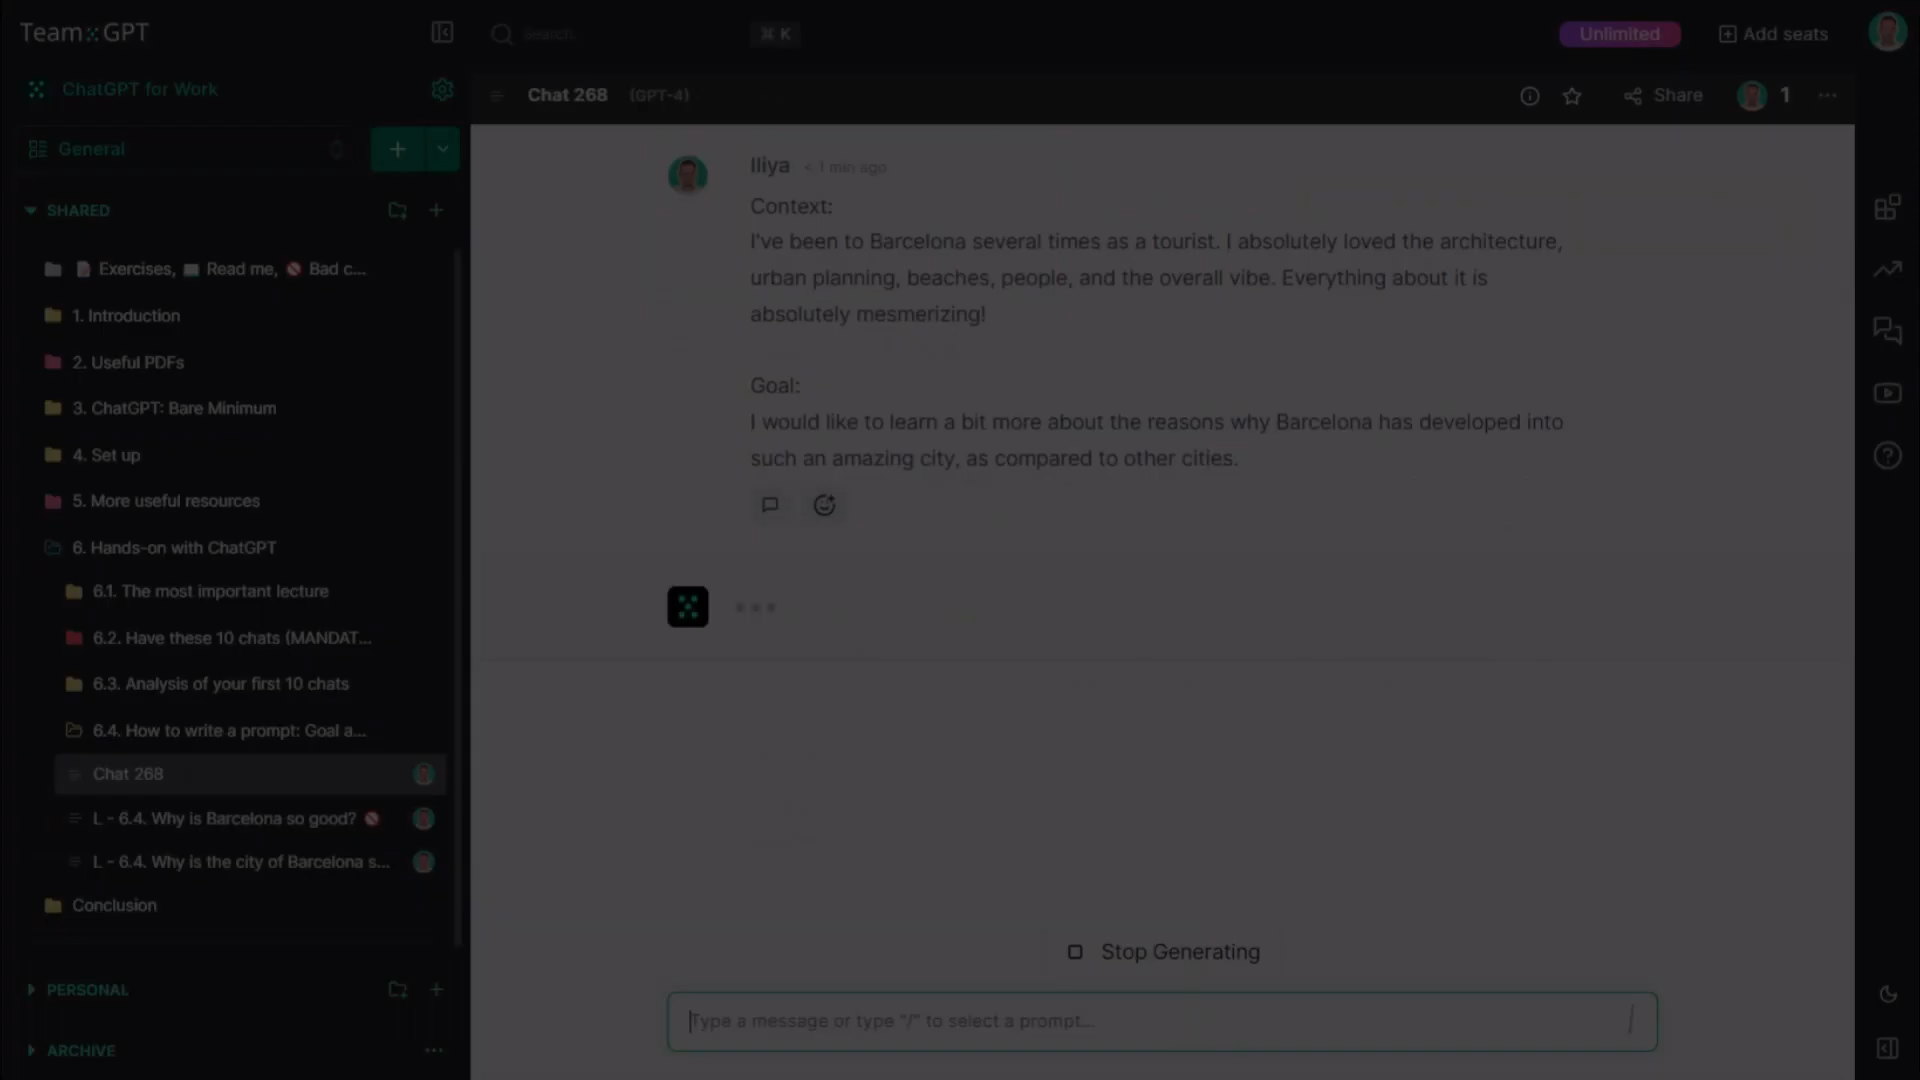 Team GPT
Search
⌘ K
Unlimited
Add seats
ChatGPT for Work
Chat 268 (GPT-4)
Share
1
General
SHARED
Exercises, Read me, Bad c...
1. Introduction
2. Useful PDFs
3. ChatGPT: Bare Minimum
4. Set up
5. More useful resources
6. Hands-on with ChatGPT
6.1. The most important lecture
6.2. Have these 10 chats (MANDAT...
6.3. Analysis of your first 10 chats
6.4. How to write a prompt: Goal a...
Chat 268
L - 6.4. Why is Barcelona so good?
L - 6.4. Why is the city of Barcelona s...
Conclusion
PERSONAL
ARCHIVE
Iliya < 1 min ago
Context:
I've been to Barcelona several times as a tourist. I absolutely loved the architecture,
urban planning, beaches, people, and the overall vibe. Everything about it is
absolutely mesmerizing!
Goal:
I would like to learn a bit more about the reasons why Barcelona has developed into
such an amazing city, as compared to other cities.
Stop Generating
Type a message or type "/" to select a prompt...